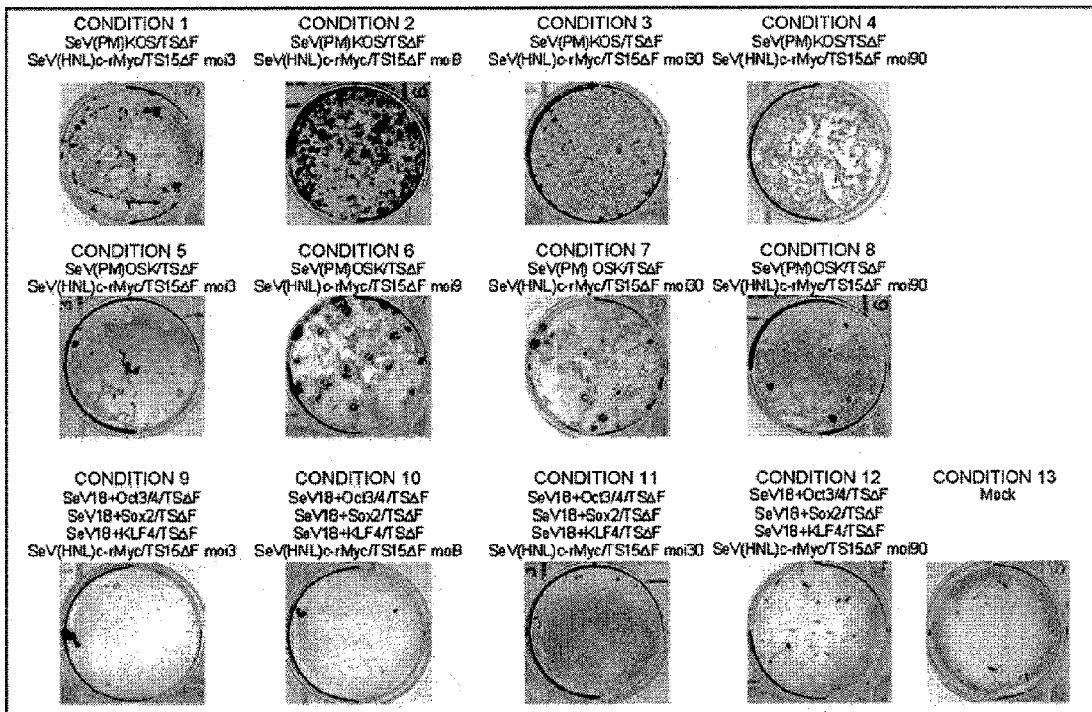 CONDITION 1
SeV(PM)KOS/TSΔF
SeV(HNL)c-rMyc/TS15ΔF moi3
CONDITION 2
SeV(PM)KOS/TSΔF
SeV(HNL)c-rMyc/TS15ΔF moi9
CONDITION 3
SeV(PM)KOS/TSΔF
SeV(HNL)c-rMyc/TS15ΔF moi30
CONDITION 4
SeV(PM)KOS/TSΔF
SeV(HNL)c-rMyc/TS15ΔF moi90
CONDITION 5
SeV(PM)OSK/TSΔF
SeV(HNL)c-rMyc/TS15ΔF moi3
CONDITION 6
SeV(PM)OSK/TSΔF
SeV(HNL)c-rMyc/TS15ΔF moi9
CONDITION 7
SeV(PM) OSK/TSΔF
SeV(HNL)c-rMyc/TS15ΔF moi30
CONDITION 8
SeV(PM)OSK/TSΔF
SeV(HNL)c-rMyc/TS15ΔF moi90
CONDITION 9
SeV18+Oct3/4/TSΔF
SeV18+Sox2/TSΔF
SeV18+KLF4/TSΔF
SeV(HNL)c-rMyc/TS15ΔF moi3
CONDITION 10
SeV18+Oct3/4/TSΔF
SeV18+Sox2/TSΔF
SeV18+KLF4/TSΔF
SeV(HNL)c-rMyc/TS15ΔF moi9
CONDITION 11
SeV18+Oct3/4/TSΔF
SeV18+Sox2/TSΔF
SeV18+KLF4/TSΔF
SeV(HNL)c-rMyc/TS15ΔF moi30
CONDITION 12
SeV18+Oct3/4/TSΔF
SeV18+Sox2/TSΔF
SeV18+KLF4/TSΔF
SeV(HNL)c-rMyc/TS15ΔF moi90
CONDITION 13
Mock